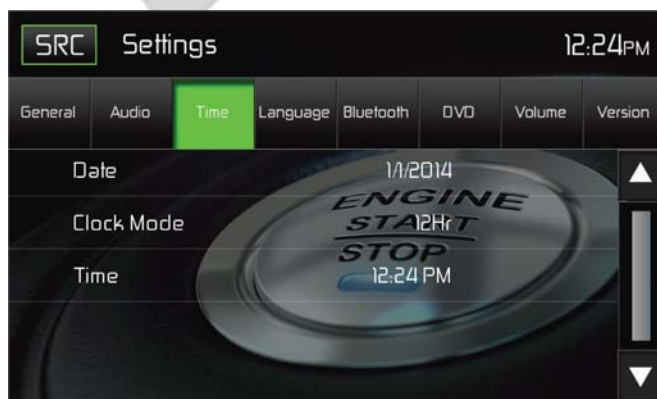 SRC Settings 12:24PM
General Audio Time Language Bluetooth DVD Volume Version
Date 1/1/2014
Clock Mode 12Hr
Time 12:24 PM
ENGINE
START
STOP